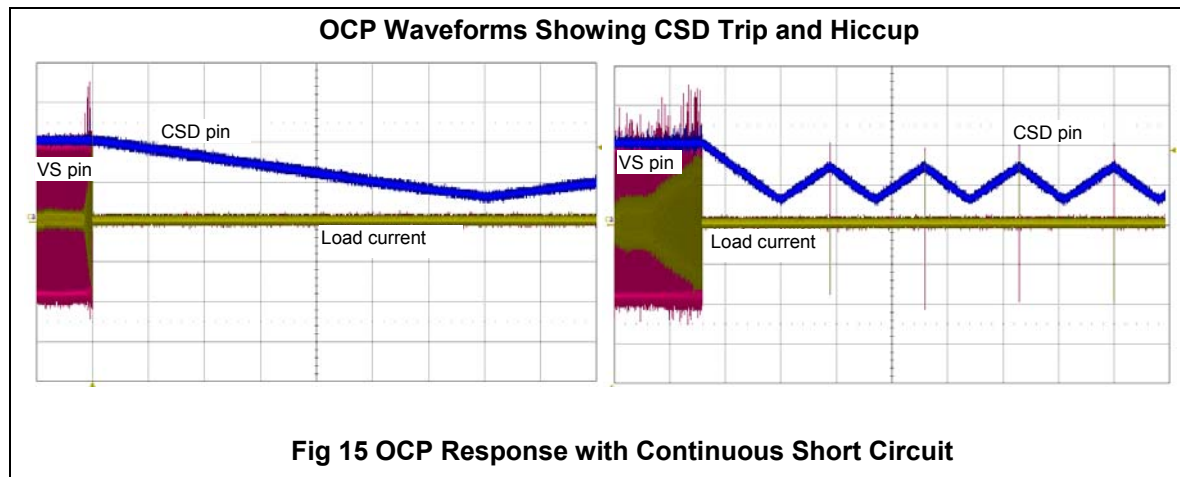 OCP Waveforms Showing CSD Trip and Hiccup
CSD pin
VS pin
Load current
CSD pin
VS pin
Load current
Fig 15 OCP Response with Continuous Short Circuit